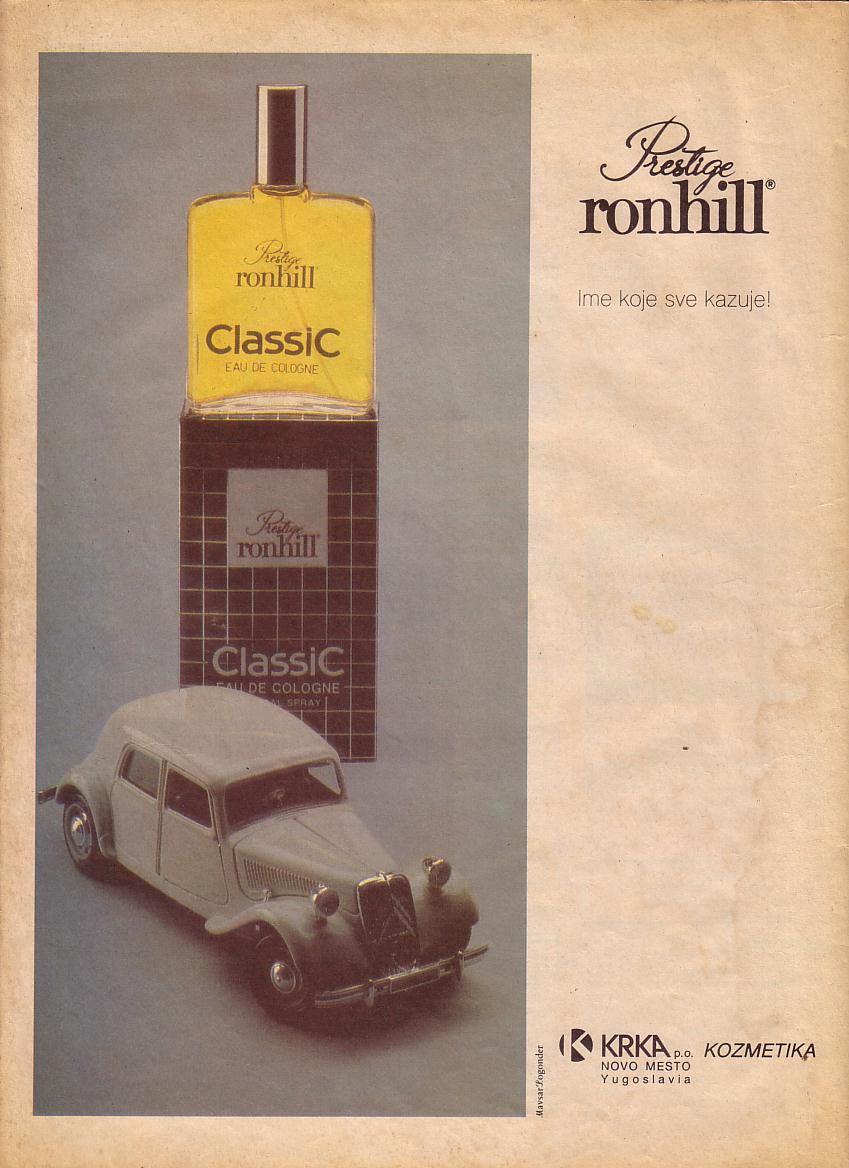 Prestige
ronhill®
Ime koje sve kazuje!
Prestige
ronhill
ClassiC
EAU DE COLOGNE
Prestige
ronhill
ClassiC
EAU DE COLOGNE
SPRAY
KRKA p.o. KOZMETIKA
NOVO MESTO
Yugoslavia